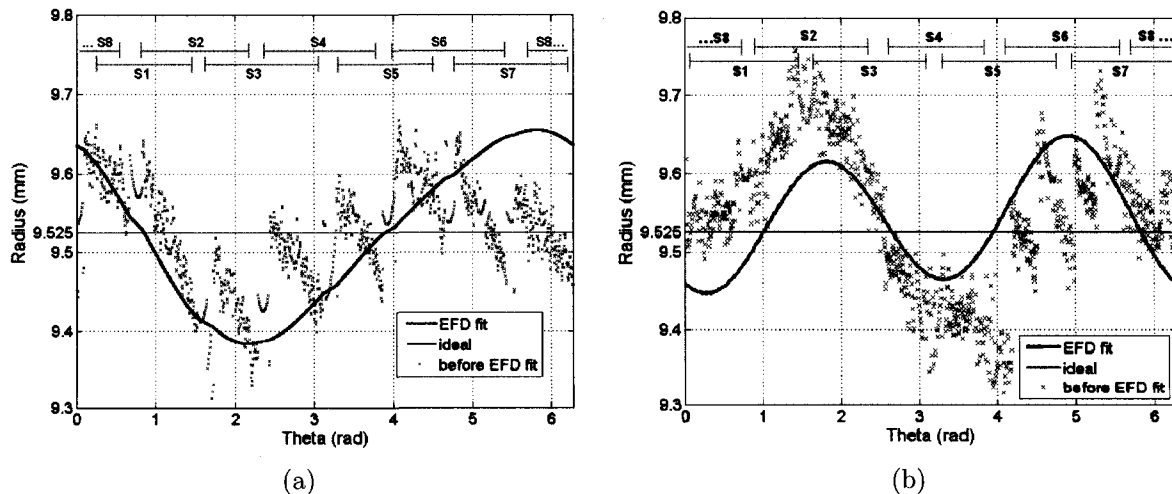 9.8
... S8
S2
S4
S6
S8...
S1
S3
S5
S7
9.7
9.6
9.525
9.5
9.4
9.3
Radius (mm)
EFD fit
ideal
before EFD fit
0
1
2
3
4
5
6
Theta (rad)
(a)
9.8
...S8
S2
S4
S6
S8 ...
S1
S3
S5
S7
9.7
9.6
9.525
9.5
9.4
9.3
Radius (mm)
EFD fit
ideal
before EFD fit
0
1
2
3
4
5
6
Theta (rad)
(b)